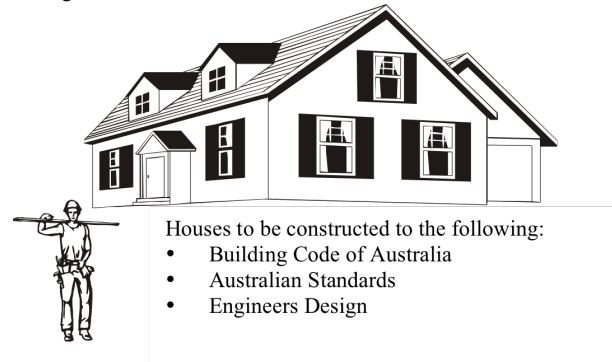 Houses to be constructed to the following:
• Building Code of Australia
• Australian Standards
• Engineers Design